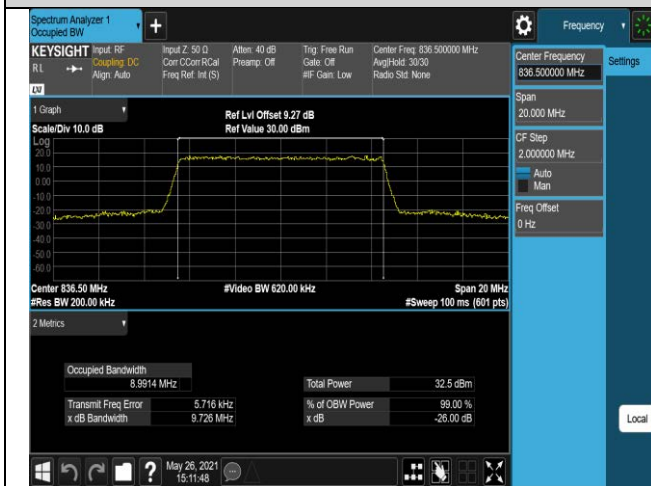 Spectrum Analyzer 1
Occupied BW
+
Frequency
KEYSIGHT
RL
LXI
Input: RF
Coupling: DC
Align: Auto
Input Z: 50 Ω
Corr CCorr RCal
Freq Ref: Int (S)
Atten: 40 dB
Preamp: Off
Trig: Free Run
Gate: Off
#IF Gain: Low
Center Freq: 836.500000 MHz
Avg|Hold: 30/30
Radio Std: None
Center Frequency
836.500000 MHz
Settings
Span
20.000 MHz
CF Step
2.000000 MHz
Auto
Man
Freq Offset
0 Hz
Local
1 Graph
Scale/Div 10.0 dB
Ref Lvl Offset 9.27 dB
Ref Value 30.00 dBm
Log
20.0
10.0
0.00
-10.0
-20.0
-30.0
-40.0
-50.0
-60.0
Center 836.50 MHz
#Video BW 620.00 kHz
Span 20 MHz
#Res BW 200.00 kHz
#Sweep 100 ms (601 pts)
2 Metrics
Occupied Bandwidth
8.9914 MHz
Total Power 32.5 dBm
Transmit Freq Error 5.716 kHz
% of OBW Power 99.00 %
x dB Bandwidth 9.726 MHz
x dB -26.00 dB
?
May 26, 2021
15:11:48